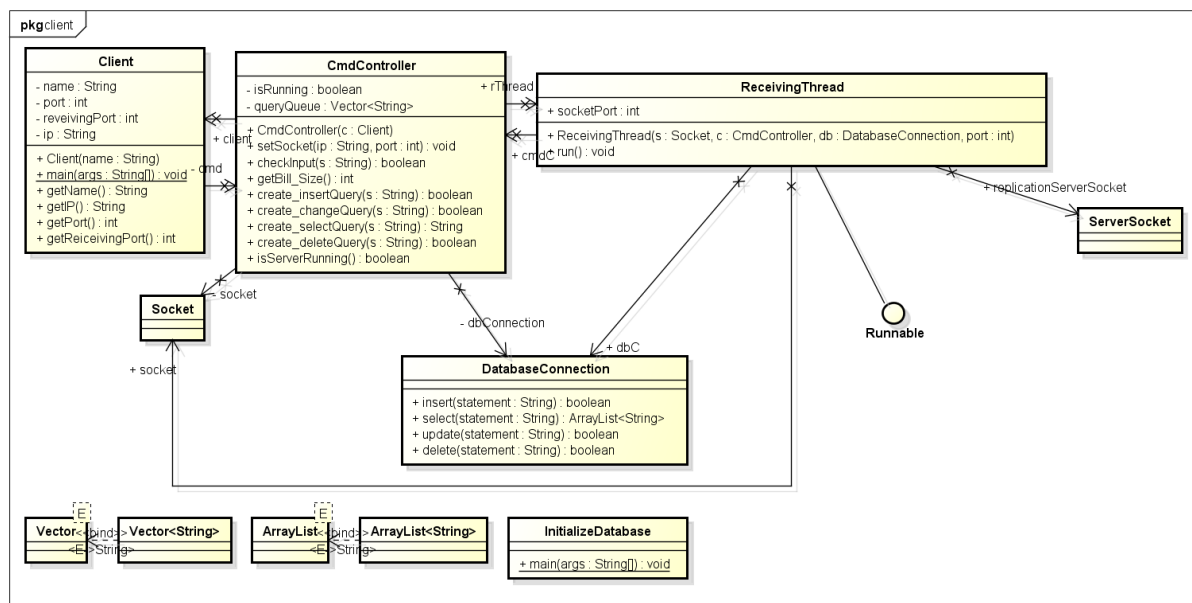 pkg client
Client
- name : String
- port : int
- reveivingPort : int
- ip : String
+ Client(name : String)
+ main(args : String[]) : void
+ getName() : String
+ getIP() : String
+ getPort() : int
+ getReiceivingPort() : int
+ client
- cmd
CmdController
- isRunning : boolean
- queryQueue : Vector<String>
+ CmdController(c : Client)
+ setSocket(ip : String, port : int) : void
+ checkInput(s : String) : boolean
+ getBill_Size() : int
+ create_insertQuery(s : String) : boolean
+ create_changeQuery(s : String) : boolean
+ create_selectQuery(s : String) : String
+ create_deleteQuery(s : String) : boolean
+ isServerRunning() : boolean
+ rThread
+ cmdC
ReceivingThread
+ socketPort : int
+ ReceivingThread(s : Socket, c : CmdController, db : DatabaseConnection, port : int)
+ run() : void
+ replicationServerSocket
ServerSocket
- socket
Socket
+ socket
- dbConnection
+ dbC
Runnable
DatabaseConnection
+ insert(statement : String) : boolean
+ select(statement : String) : ArrayList<String>
+ update(statement : String) : boolean
+ delete(statement : String) : boolean
E
Vector
<<bind>>
<E->String>
Vector<String>
E
ArrayList
<<bind>>
<E->String>
ArrayList<String>
InitializeDatabase
+ main(args : String[]) : void